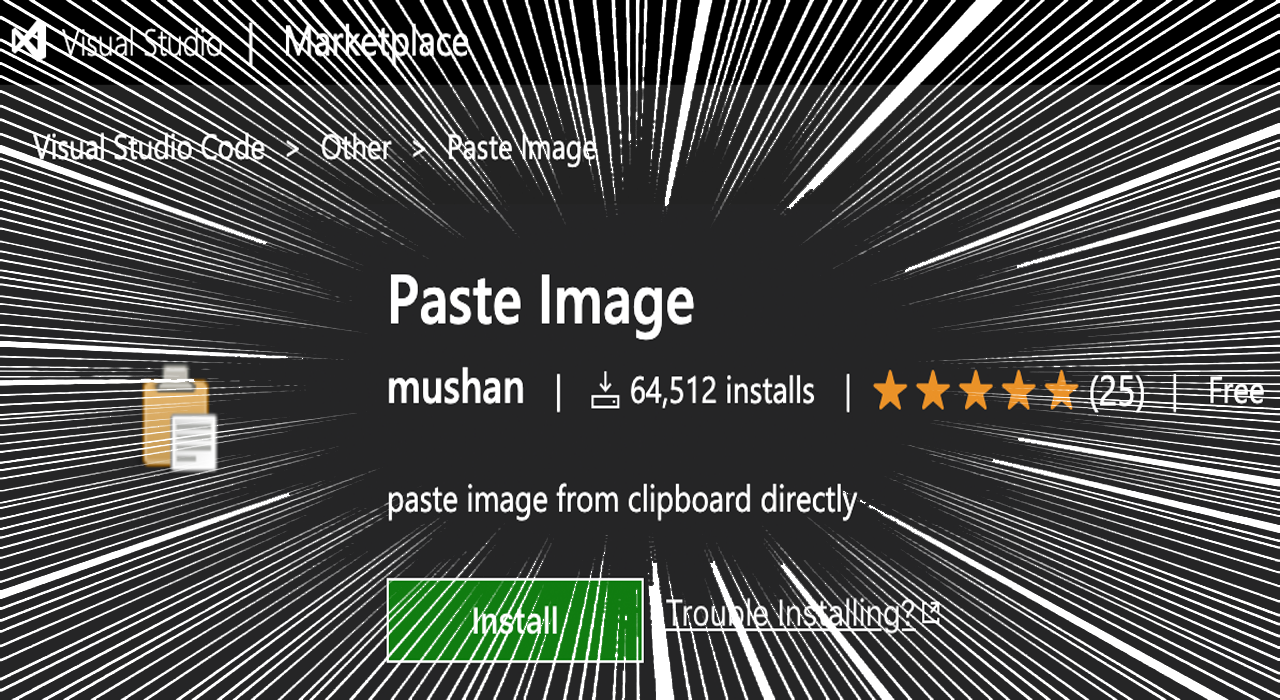 Visual Studio | Marketplace
Visual Studio Code > Other > Paste Image
Paste Image
mushan | 64,512 installs | (25) | Free
paste image from clipboard directly
Install Trouble Installing?